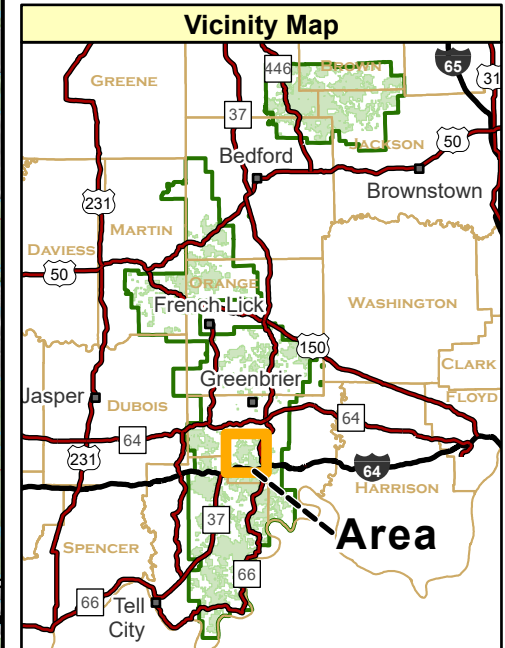 Vicinity Map
GREENE
BROWN
446
65
31
37
JACKSON
50
Bedford
Brownstown
231
MARTIN
DAVIESS
50
ORANGE
WASHINGTON
French Lick
150
CLARK
Greenbrier
FLOYD
Jasper
DUBOIS
64
64
231
64
HARRISON
37
Area
SPENCER
66
66
Tell
City